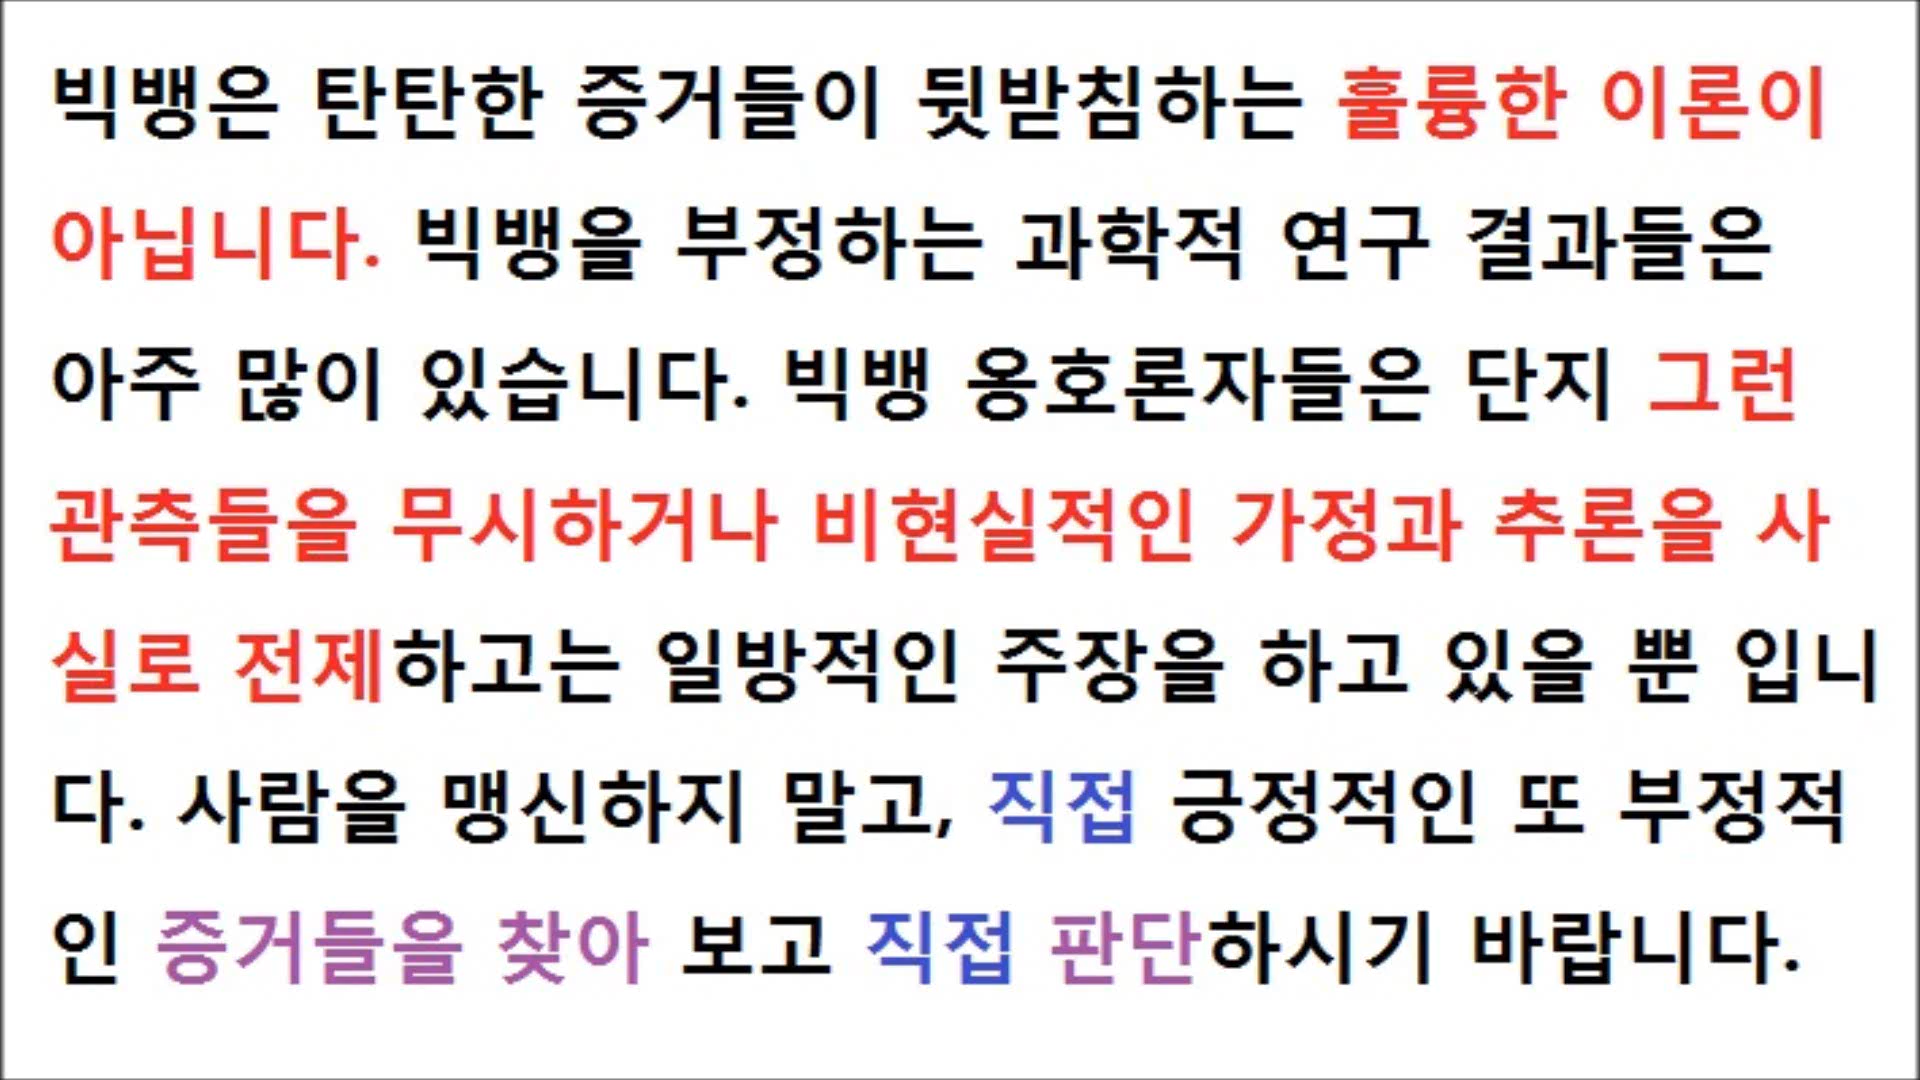 빅뱅은 탄탄한 증거들이 뒷받침하는 훌륭한 이론이
아닙니다. 빅뱅을 부정하는 과학적 연구 결과들은
아주 많이 있습니다. 빅뱅 옹호론자들은 단지 그런
관측들을 무시하거나 비현실적인 가정과 추론을 사
실로 전제하고는 일방적인 주장을 하고 있을 뿐 입니
다. 사람을 맹신하지 말고, 직접 긍정적인 또 부정적
인 증거들을 찾아 보고 직접 판단하시기 바랍니다.